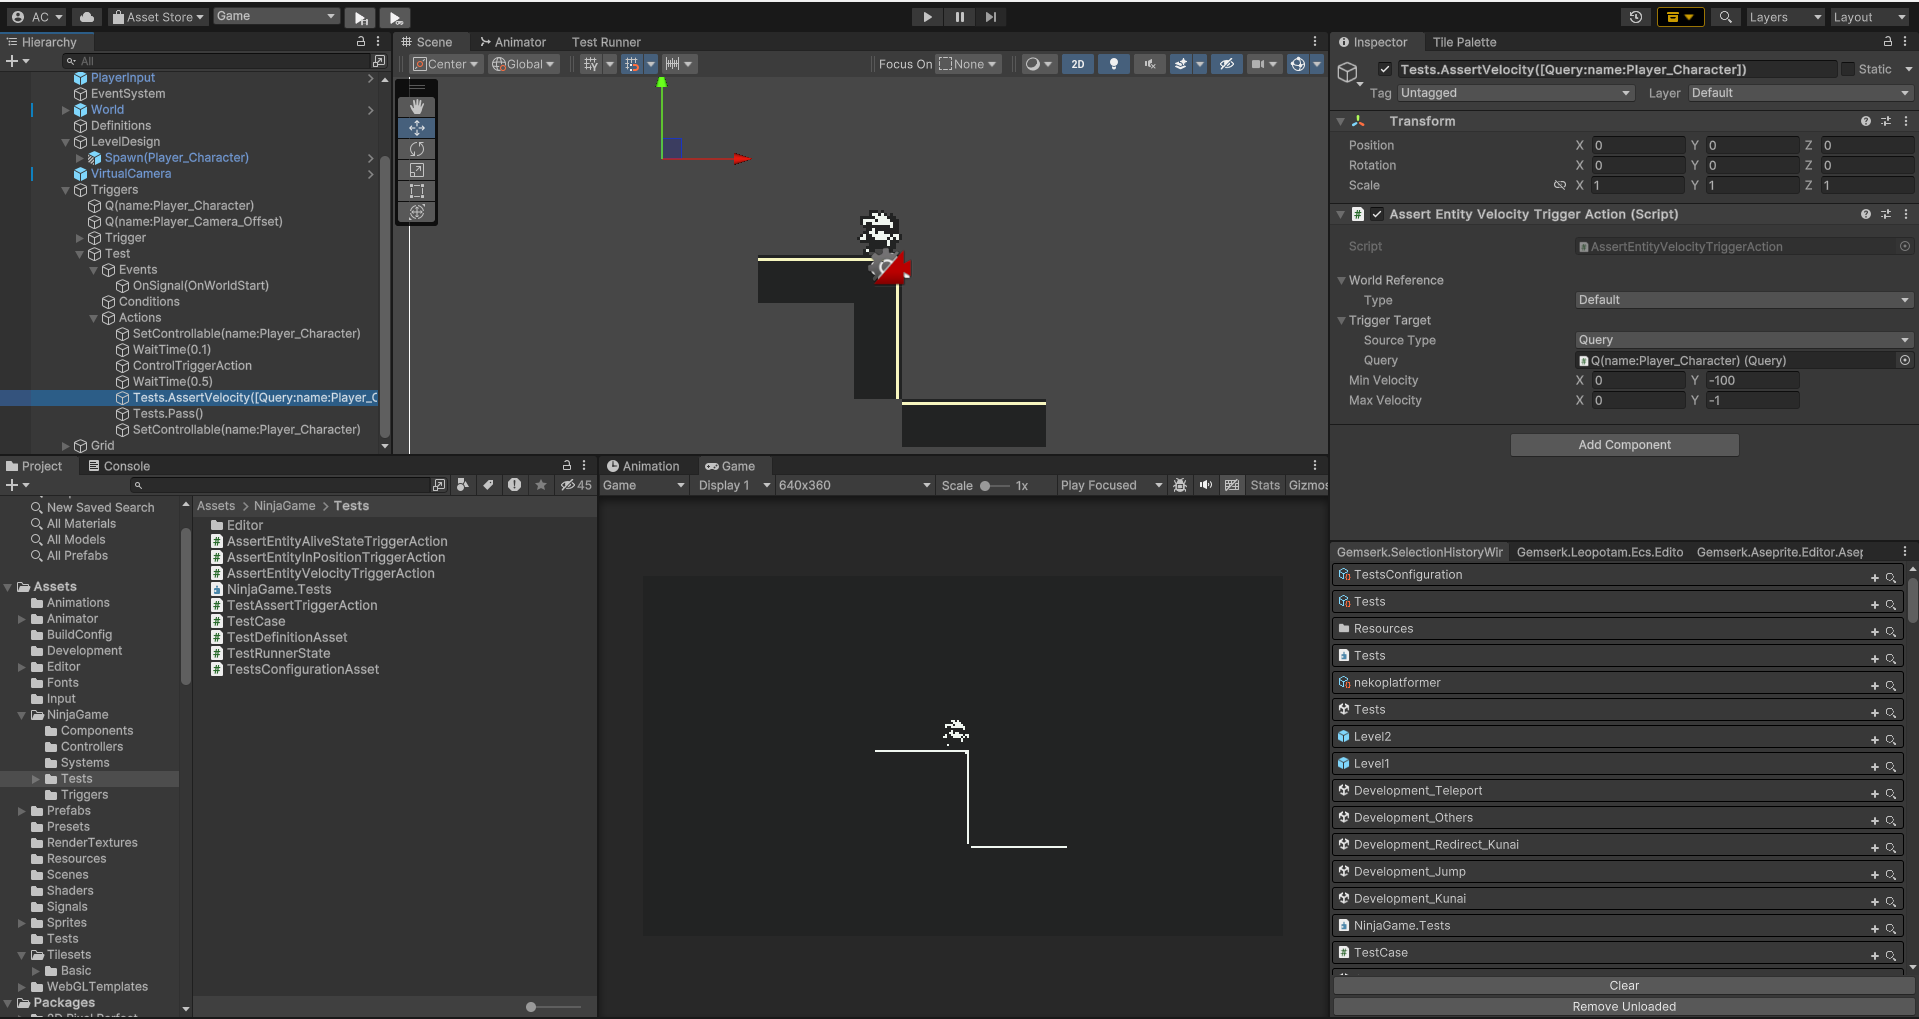 AC
Asset Store
Game
Layers
Layout
Hierarchy
All
PlayerInput
EventSystem
World
Definitions
LevelDesign
Spawn(Player_Character)
VirtualCamera
Triggers
Q(name:Player_Character)
Q(name:Player_Camera_Offset)
Trigger
Test
Events
OnSignal(OnWorldStart)
Conditions
Actions
SetControllable(name:Player_Character)
WaitTime(0.1)
ControlTriggerAction
WaitTime(0.5)
Tests.AssertVelocity([Query:name:Player_C
Tests.Pass()
SetControllable(name:Player_Character)
Grid
Scene
Animator
Test Runner
Center
Global
Focus On
None
2D
Inspector
Tile Palette
Tests.AssertVelocity([Query:name:Player_Character])
Static
Tag Untagged
Layer Default
Transform
Position X 0 Y 0 Z 0
Rotation X 0 Y 0 Z 0
Scale X 1 Y 1 Z 1
Assert Entity Velocity Trigger Action (Script)
Script AssertEntityVelocityTriggerAction
World Reference
Type Default
Trigger Target
Source Type Query
Query Q(name:Player_Character) (Query)
Min Velocity X 0 Y -100
Max Velocity X 0 Y -1
Add Component
Project
Console
45
New Saved Search
All Materials
All Models
All Prefabs
Assets
Animations
Animator
BuildConfig
Development
Editor
Fonts
Input
NinjaGame
Components
Controllers
Systems
Tests
Triggers
Prefabs
Presets
RenderTextures
Resources
Scenes
Shaders
Signals
Sprites
Tests
Tilesets
Basic
WebGLTemplates
Packages
Assets > NinjaGame > Tests
Editor
AssertEntityAliveStateTriggerAction
AssertEntityInPositionTriggerAction
AssertEntityVelocityTriggerAction
NinjaGame.Tests
TestAssertTriggerAction
TestCase
TestDefinitionAsset
TestRunnerState
TestsConfigurationAsset
Animation
Game
Game
Display 1
640x360
Scale
1x
Play Focused
Stats
Gizmos
Gemserk.SelectionHistoryWir
Gemserk.Leopotam.Ecs.Edito
Gemserk.Aseprite.Editor.Asep
TestsConfiguration
Tests
Resources
Tests
nekoplatformer
Tests
Level2
Level1
Development_Teleport
Development_Others
Development_Redirect_Kunai
Development_Jump
Development_Kunai
NinjaGame.Tests
TestCase
Clear
Remove Unloaded